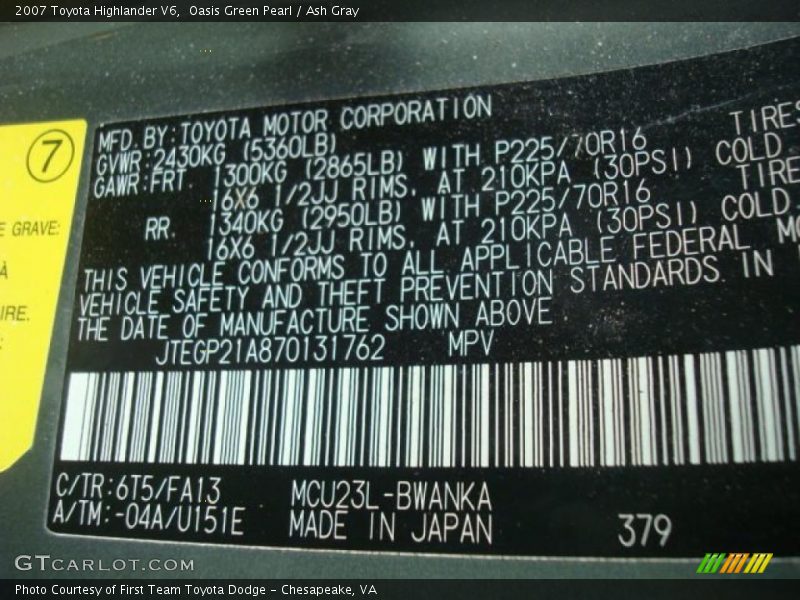 2007 Toyota Highlander V6,  Oasis Green Pearl / Ash Gray
7
E GRAVE:
À
IRE.
MFD. BY: TOYOTA MOTOR CORPORATION
GVWR: 2430KG (5360LB)
GAWR: FRT 1300KG (2865LB) WITH P225/70R16 TIRES
16X6 1/2JJ RIMS, AT 210KPA (30PSI) COLD
RR. 1340KG (2950LB) WITH P225/70R16 TIRE
16X6 1/2JJ RIMS, AT 210KPA (30PSI) COLD.
THIS VEHICLE CONFORMS TO ALL APPLICABLE FEDERAL MO
VEHICLE SAFETY AND THEFT PREVENTION STANDARDS IN
THE DATE OF MANUFACTURE SHOWN ABOVE
JTEGP21A870131762 MPV
C/TR: 6T5/FA13 MCU23L-BWANKA
A/TM: -04A/U151E MADE IN JAPAN 379
GTCARLOT.COM
Photo Courtesy of First Team Toyota Dodge - Chesapeake, VA